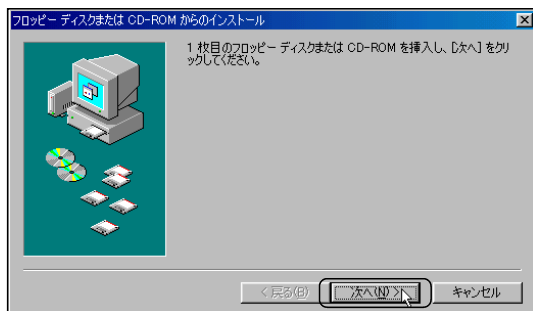 フロッピー ディスクまたは CD-ROM からのインストール
1 枚目のフロッピー ディスクまたは CD-ROM を挿入し、[次へ] をクリ
ックしてください。
< 戻る(B)
次へ(N) >
キャンセル